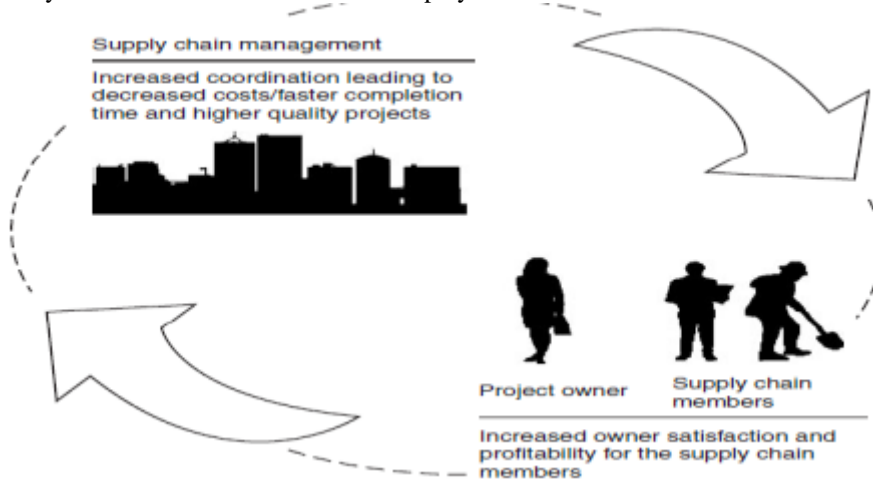 Supply chain management
Increased coordination leading to
decreased costs/faster completion
time and higher quality projects
Project owner
Supply chain
members
Increased owner satisfaction and
profitability for the supply chain
members